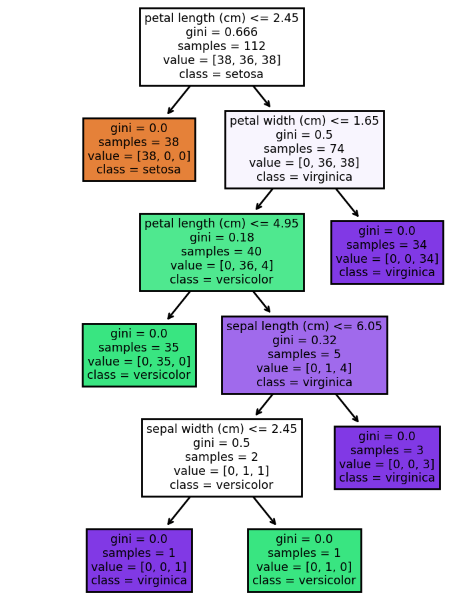 petal length (cm) <= 2.45
gini = 0.666
samples = 112
value = [38, 36, 38]
class = setosa
gini = 0.0
samples = 38
value = [38, 0, 0]
class = setosa
petal width (cm) <= 1.65
gini = 0.5
samples = 74
value = [0, 36, 38]
class = virginica
petal length (cm) <= 4.95
gini = 0.18
samples = 40
value = [0, 36, 4]
class = versicolor
gini = 0.0
samples = 34
value = [0, 0, 34]
class = virginica
gini = 0.0
samples = 35
value = [0, 35, 0]
class = versicolor
sepal length (cm) <= 6.05
gini = 0.32
samples = 5
value = [0, 1, 4]
class = virginica
sepal width (cm) <= 2.45
gini = 0.5
samples = 2
value = [0, 1, 1]
class = versicolor
gini = 0.0
samples = 3
value = [0, 0, 3]
class = virginica
gini = 0.0
samples = 1
value = [0, 0, 1]
class = virginica
gini = 0.0
samples = 1
value = [0, 1, 0]
class = versicolor